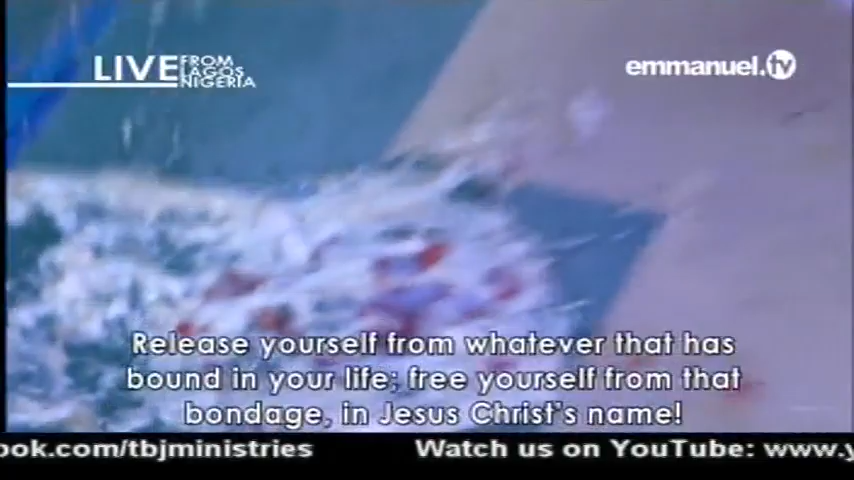 LIVE FROM
LAGOS
NIGERIA
emmanuel.tv
Release yourself from whatever that has
bound in your life; free yourself from that
bondage, in Jesus Christ's name!
ook.com/tbjministries Watch us on YouTube: www.y